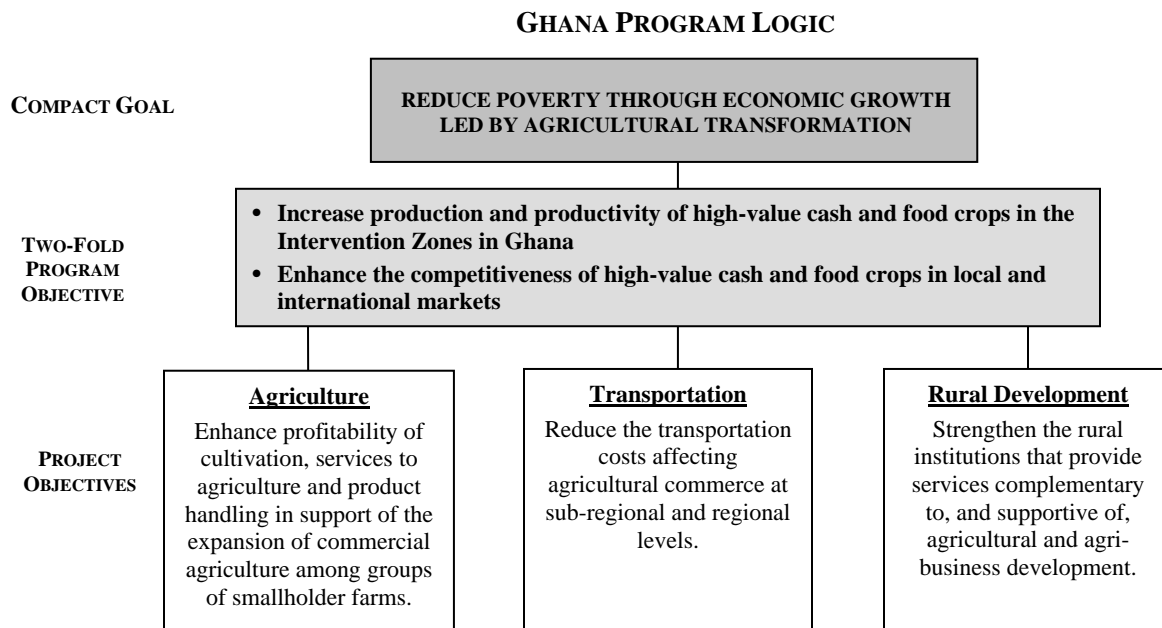 GHANA PROGRAM LOGIC
COMPACT GOAL
REDUCE POVERTY THROUGH ECONOMIC GROWTH
LED BY AGRICULTURAL TRANSFORMATION
TWO-FOLD
PROGRAM
OBJECTIVE
• Increase production and productivity of high-value cash and food crops in the
Intervention Zones in Ghana
• Enhance the competitiveness of high-value cash and food crops in local and
international markets
PROJECT
OBJECTIVES
Agriculture
Enhance profitability of
cultivation, services to
agriculture and product
handling in support of the
expansion of commercial
agriculture among groups
of smallholder farms.
Transportation
Reduce the transportation
costs affecting
agricultural commerce at
sub-regional and regional
levels.
Rural Development
Strengthen the rural
institutions that provide
services complementary
to, and supportive of,
agricultural and agri-
business development.